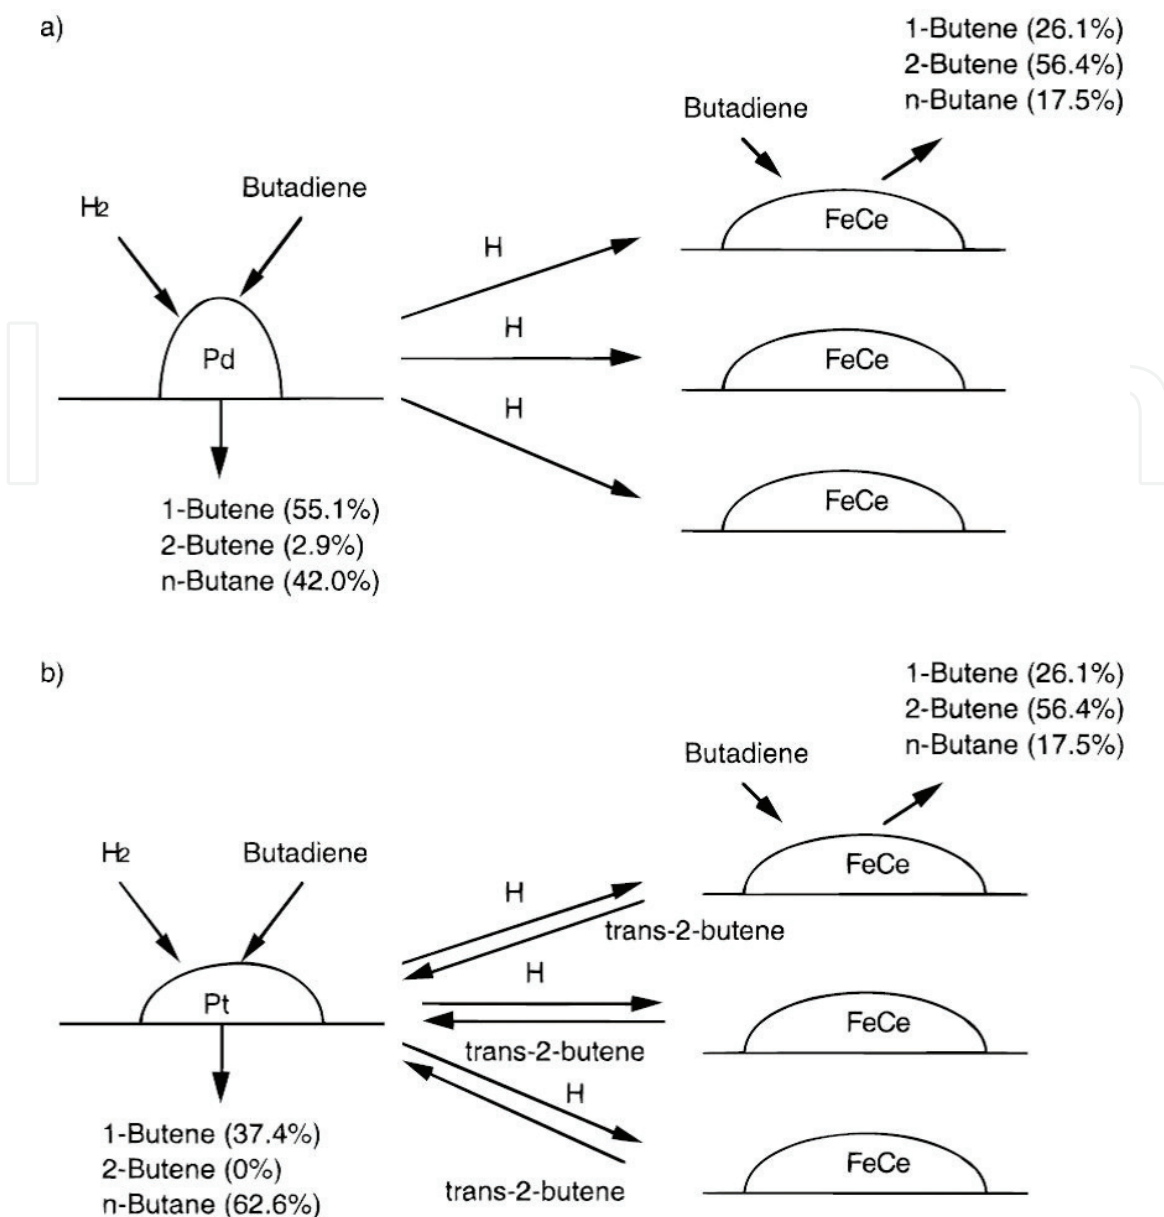 a)
1-Butene (26.1%)
2-Butene (56.4%)
n-Butane (17.5%)
Butadiene
H2
Butadiene
FeCe
H
H
H
Pd
FeCe
FeCe
1-Butene (55.1%)
2-Butene (2.9%)
n-Butane (42.0%)
b)
1-Butene (26.1%)
2-Butene (56.4%)
n-Butane (17.5%)
Butadiene
H2
Butadiene
FeCe
H
trans-2-butene
H
Pt
FeCe
trans-2-butene
H
1-Butene (37.4%)
2-Butene (0%)
n-Butane (62.6%)
FeCe
trans-2-butene